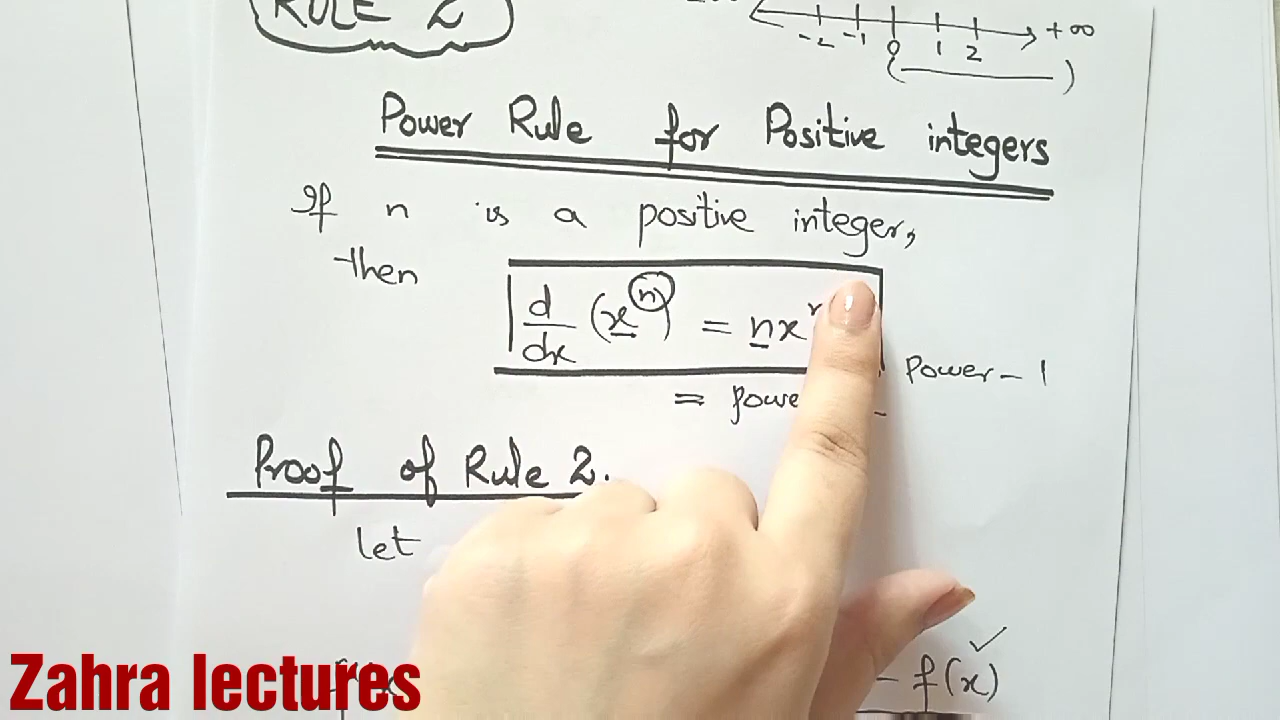 RULE 2
-2 -1 0 1 2 +∞
Power Rule for Positive integers
If n is a positive integer,
then
d/dx (x^n) = nx
Power - 1
=
Proof of Rule 2.
let
- f(x)
Zahra lectures